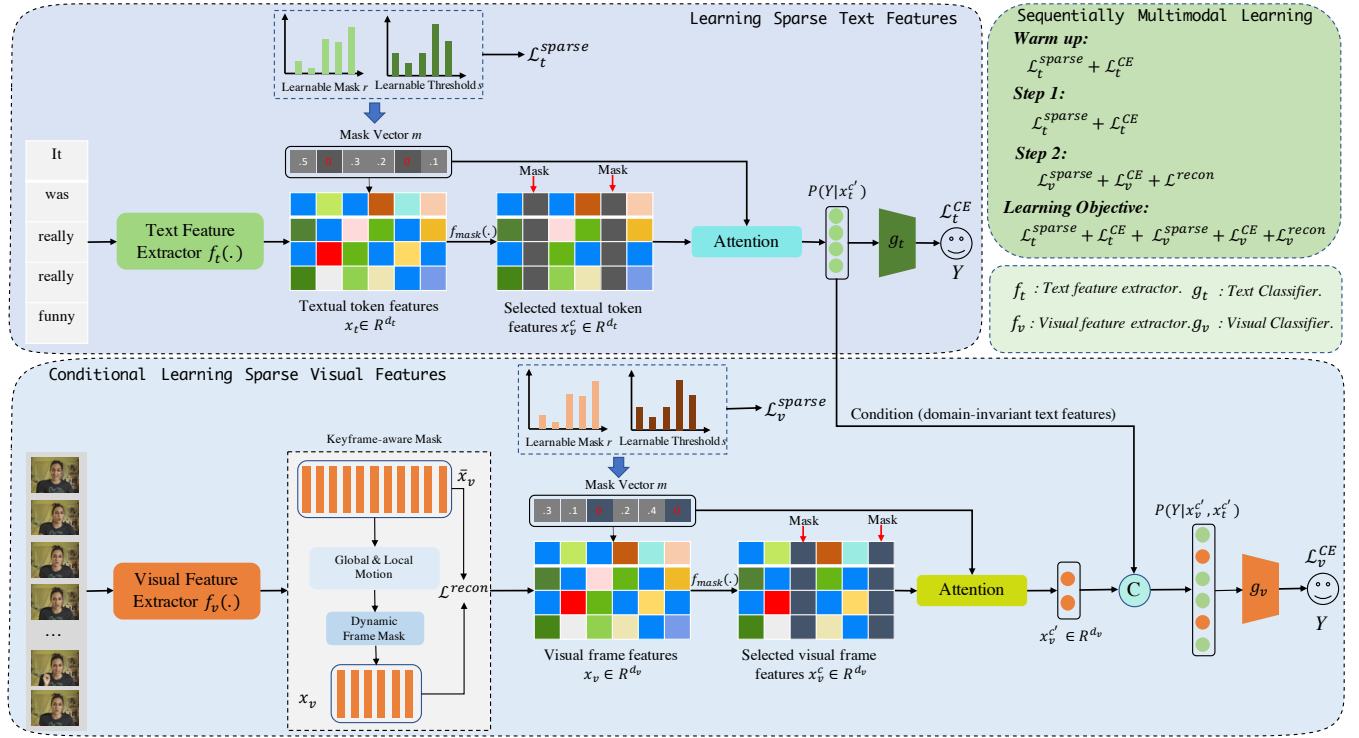 Learning Sparse Text Features
Learnable Mask r
Learnable Threshold s
ℒ_t^{sparse}
Mask Vector m
.5 0 .3 .2 0 .1
It
was
really
really
funny
Text Feature
Extractor f_t(.)
f_{mask}(.)
Mask
Mask
Textual token features
x_t ∈ R^{d_t}
Selected textual token
features x_v^c ∈ R^{d_t}
Attention
P(Y|x_t^{c'})
g_t
ℒ_t^{CE}
Y
Sequentially Multimodal Learning
Warm up:
ℒ_t^{sparse} + ℒ_t^{CE}
Step 1:
ℒ_t^{sparse} + ℒ_t^{CE}
Step 2:
ℒ_v^{sparse} + ℒ_v^{CE} + ℒ^{recon}
Learning Objective:
ℒ_t^{sparse} + ℒ_t^{CE} + ℒ_v^{sparse} + ℒ_v^{CE} +ℒ_v^{recon}
f_t : Text feature extractor. g_t : Text Classifier.
f_v : Visual feature extractor. g_v : Visual Classifier.
Conditional Learning Sparse Visual Features
Learnable Mask r
Learnable Threshold s
ℒ_v^{sparse}
Condition (domain-invariant text features)
Keyframe-aware Mask
x̄_v
Global & Local
Motion
ℒ^{recon}
Dynamic
Frame Mask
x_v
...
Visual Feature
Extractor f_v(.)
Mask Vector m
.3 .1 0 .2 .4 0
f_{mask}(.)
Mask
Mask
Visual frame features
x_v ∈ R^{d_v}
Selected visual frame
features x_v^c ∈ R^{d_v}
Attention
x_v^{c'} ∈ R^{d_v}
C
P(Y|x_v^{c'}, x_t^{c'})
g_v
ℒ_v^{CE}
Y